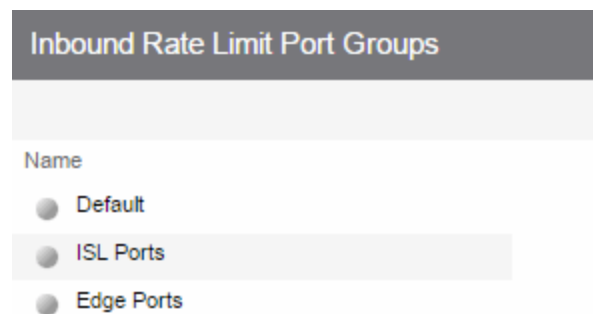 Inbound Rate Limit Port Groups
Name
Default
ISL Ports
Edge Ports